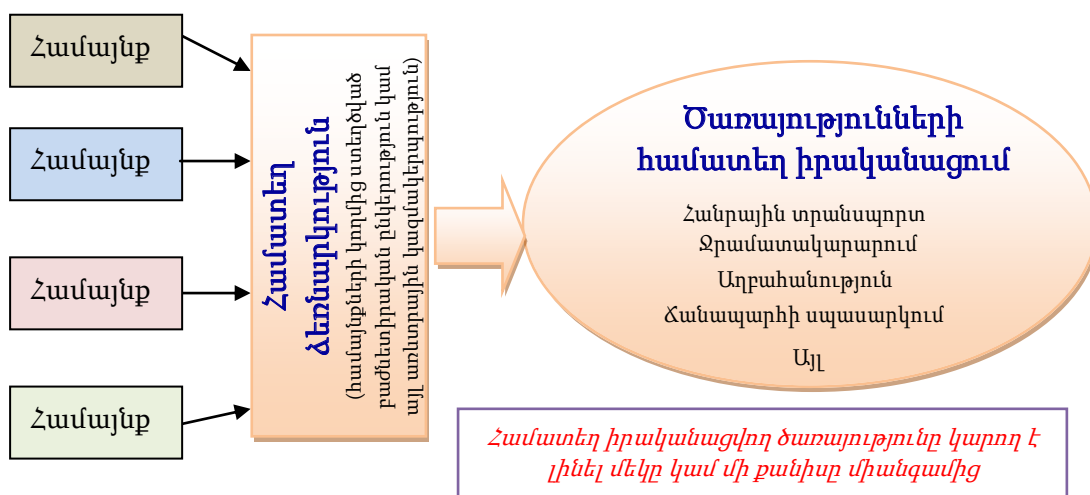 Համայնք
Համայնք
Համայնք
Համայնք
Համատեղ
ձեռնարկություն
(համայնքների կողմից ստեղծված
բաժնետիրական ընկերություն կամ
այլ առևտրային կազմակերպություն)
Ծառայությունների
համատեղ իրականացում
Հանրային տրանսպորտ
Ջրամատակարարում
Աղբահանություն
Ճանապարհի սպասարկում
Այլ
Համատեղ իրականացվող ծառայությունը կարող է
լինել մեկը կամ մի քանիսը միանգամից